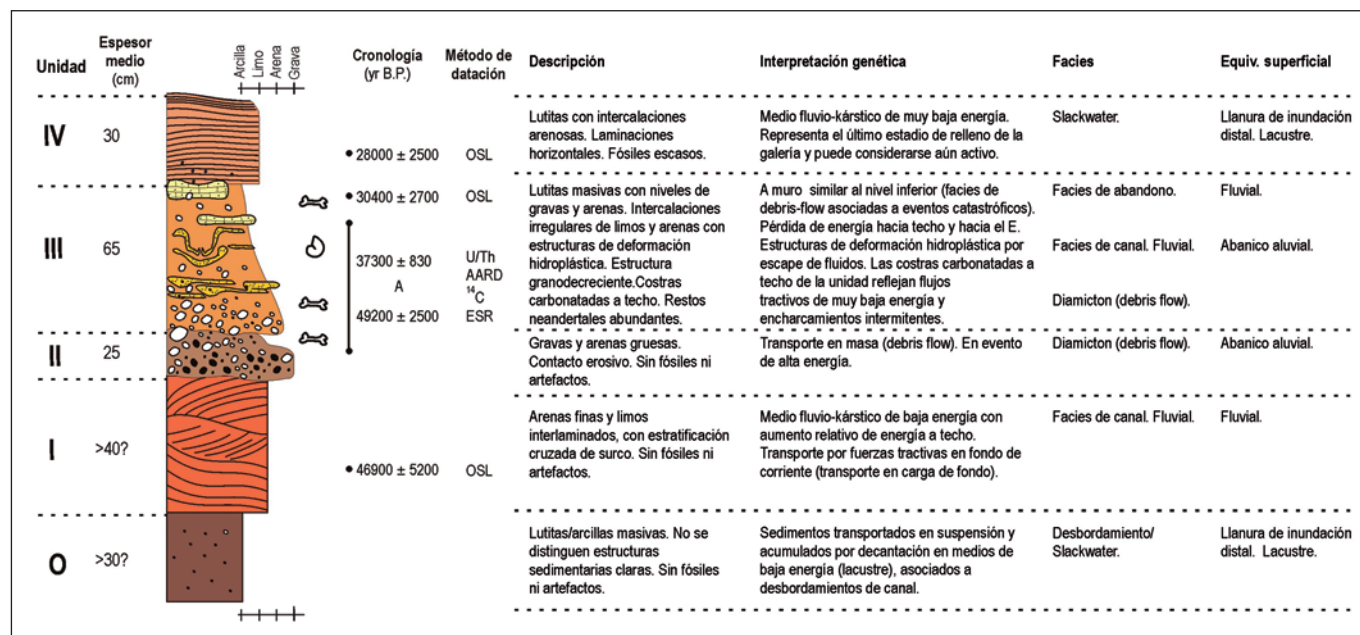 Unidad
Espesor
medio
(cm)
Arcilla
Limo
Arena
Grava
Cronología
(yr B.P.)
Método de
datación
Descripción
Interpretación genética
Facies
Equiv. superficial
IV
30
28000 ± 2500
OSL
Lutitas con intercalaciones
arenosas. Laminaciones
horizontales. Fósiles escasos.
Medio fluvio-kárstico de muy baja energía.
Representa el último estadio de relleno de la
galería y puede considerarse aún activo.
Slackwater.
Llanura de inundación
distal. Lacustre.
III
65
30400 ± 2700
OSL
37300 ± 830
A
49200 ± 2500
U/Th
AARD
14C
ESR
Lutitas masivas con niveles de
gravas y arenas. Intercalaciones
irregulares de limos y arenas con
estructuras de deformación
hidroplástica. Estructura
granodecreciente.Costras
carbonatadas a techo. Restos
neandertales abundantes.
A muro similar al nivel inferior (facies de
debris-flow asociadas a eventos catastróficos).
Pérdida de energía hacia techo y hacia el E.
Estructuras de deformación hidroplástica por
escape de fluidos. Las costras carbonatadas a
techo de la unidad reflejan flujos
tractivos de muy baja energía y
encharcamientos intermitentes.
Facies de abandono.
Facies de canal. Fluvial.
Diamicton (debris flow).
Fluvial.
Abanico aluvial.
II
25
Gravas y arenas gruesas.
Contacto erosivo. Sin fósiles ni
artefactos.
Transporte en masa (debris flow). En evento
de alta energía.
Diamicton (debris flow).
Abanico aluvial.
I
>40?
46900 ± 5200
OSL
Arenas finas y limos
interlaminados, con estratificación
cruzada de surco. Sin fósiles ni
artefactos.
Medio fluvio-kárstico de baja energía con
aumento relativo de energía a techo.
Transporte por fuerzas tractivas en fondo de
corriente (transporte en carga de fondo).
Facies de canal. Fluvial.
Fluvial.
O
>30?
Lutitas/arcillas masivas. No se
distinguen estructuras
sedimentarias claras. Sin fósiles
ni artefactos.
Sedimentos transportados en suspensión y
acumulados por decantación en medios de
baja energía (lacustre), asociados a
desbordamientos de canal.
Desbordamiento/
Slackwater.
Llanura de inundación
distal. Lacustre.